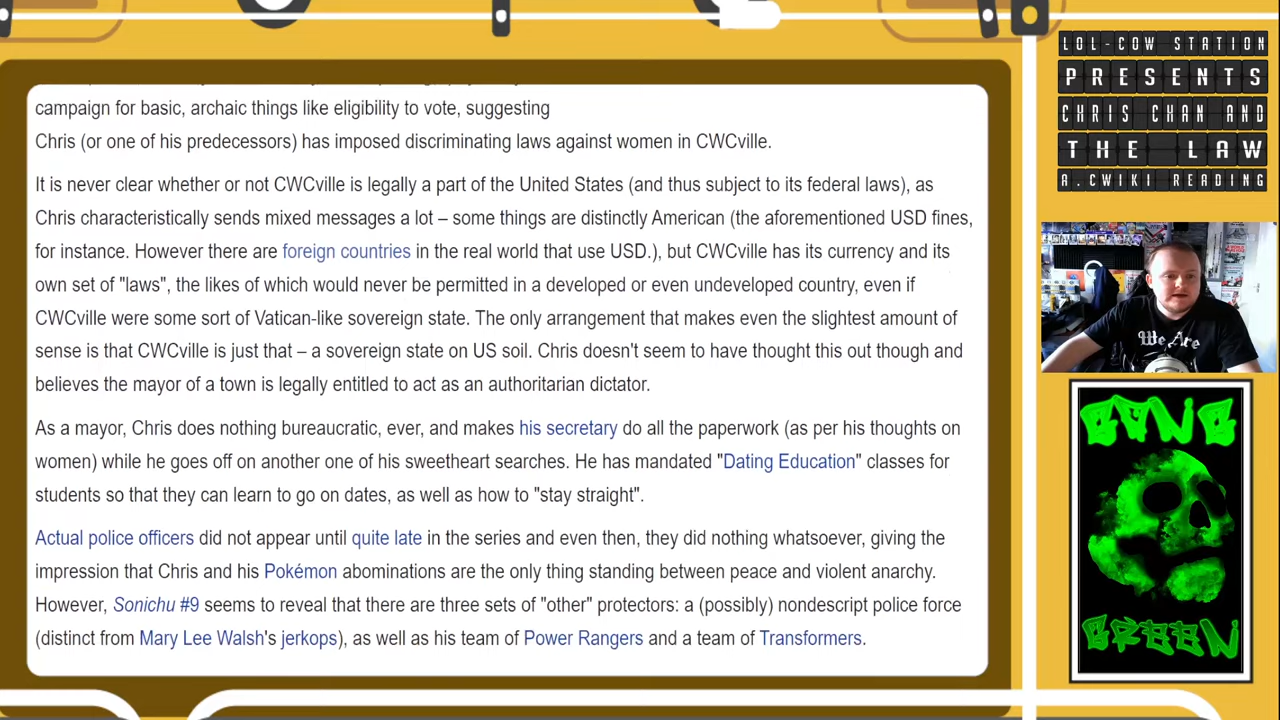 campaign for basic, archaic things like eligibility to vote, suggesting
Chris (or one of his predecessors) has imposed discriminating laws against women in CWCville.
It is never clear whether or not CWCville is legally a part of the United States (and thus subject to its federal laws), as
Chris characteristically sends mixed messages a lot – some things are distinctly American (the aforementioned USD fines,
for instance. However there are foreign countries in the real world that use USD.), but CWCville has its currency and its
own set of "laws", the likes of which would never be permitted in a developed or even undeveloped country, even if
CWCville were some sort of Vatican-like sovereign state. The only arrangement that makes even the slightest amount of
sense is that CWCville is just that – a sovereign state on US soil. Chris doesn't seem to have thought this out though and
believes the mayor of a town is legally entitled to act as an authoritarian dictator.
As a mayor, Chris does nothing bureaucratic, ever, and makes his secretary do all the paperwork (as per his thoughts on
women) while he goes off on another one of his sweetheart searches. He has mandated "Dating Education" classes for
students so that they can learn to go on dates, as well as how to "stay straight".
Actual police officers did not appear until quite late in the series and even then, they did nothing whatsoever, giving the
impression that Chris and his Pokémon abominations are the only thing standing between peace and violent anarchy.
However, Sonichu #9 seems to reveal that there are three sets of "other" protectors: a (possibly) nondescript police force
(distinct from Mary Lee Walsh's jerkops), as well as his team of Power Rangers and a team of Transformers.
LOL-COW STATION
PRESENTS
CHRIS CHAN AND
THE LAW
A.CWIKI READING
We Are
GONE
GREEN